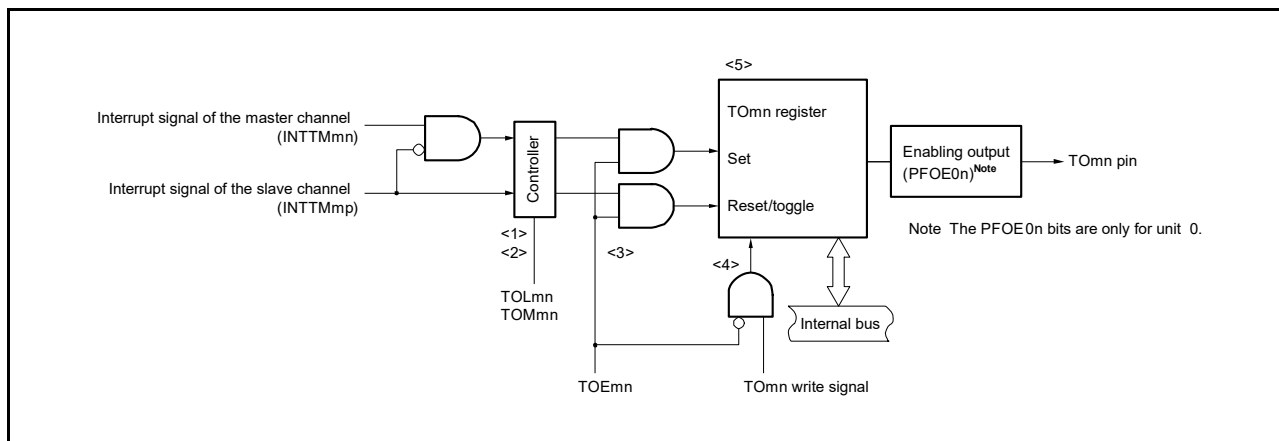 <5>
Interrupt signal of the master channel
(INTTMmn)
Interrupt signal of the slave channel
(INTTMmp)
Controller
TOmn register
Set
Reset/toggle
Enabling output
(PFOE0n)Note
TOmn pin
Note The PFOE0n bits are only for unit 0.
<1>
<2>
<3>
<4>
TOLmn
TOMmn
Internal bus
TOEmn
TOmn write signal